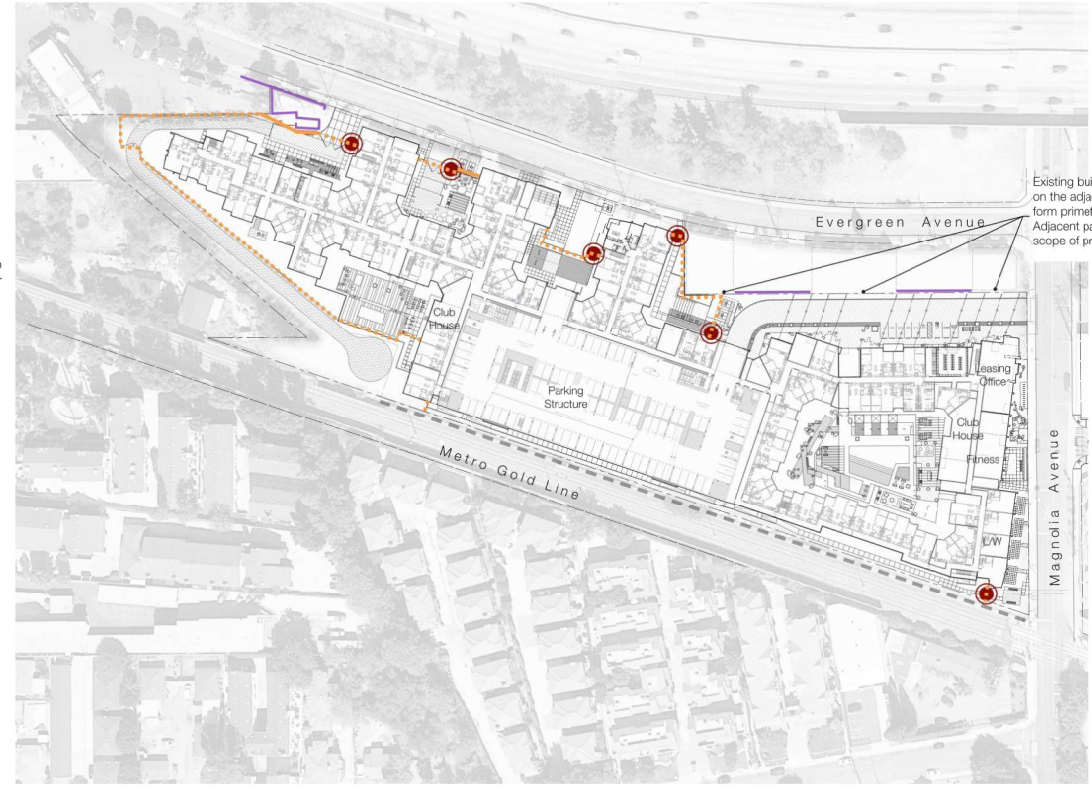 Existing bui
on the adja
form primet
Adjacent pa
scope of pr
Evergreen Avenue
Club
House
Parking
Structure
Leasing
Office
Club
House
Fitness
L/W
Metro Gold Line
Magnolia Avenue